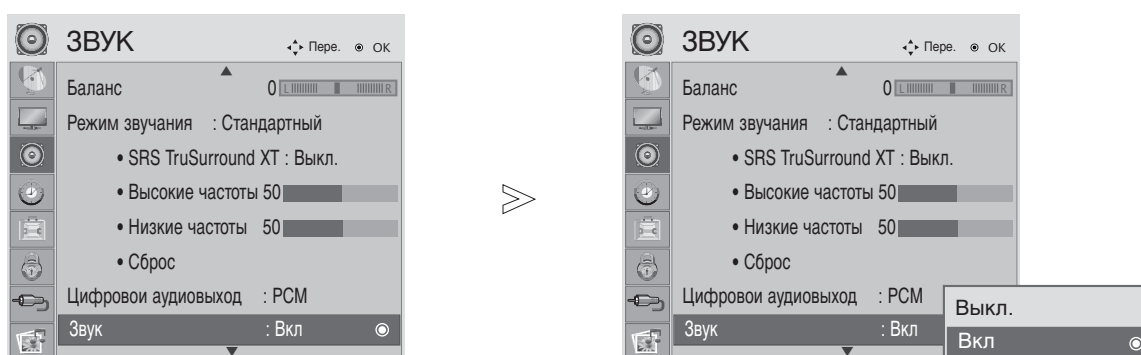 ЗВУК Пере. ОК
Баланс 0 L R
Режим звучания : Стандартный
• SRS TruSurround XT : Выкл.
• Высокие частоты 50
• Низкие частоты 50
• Сброс
Цифровои аудиовыход : PCM
Звук : Вкл
ЗВУК Пере. ОК
Баланс 0 L R
Режим звучания : Стандартный
• SRS TruSurround XT : Выкл.
• Высокие частоты 50
• Низкие частоты 50
• Сброс
Цифровои аудиовыход : PCM
Звук : Вкл
Выкл.
Вкл